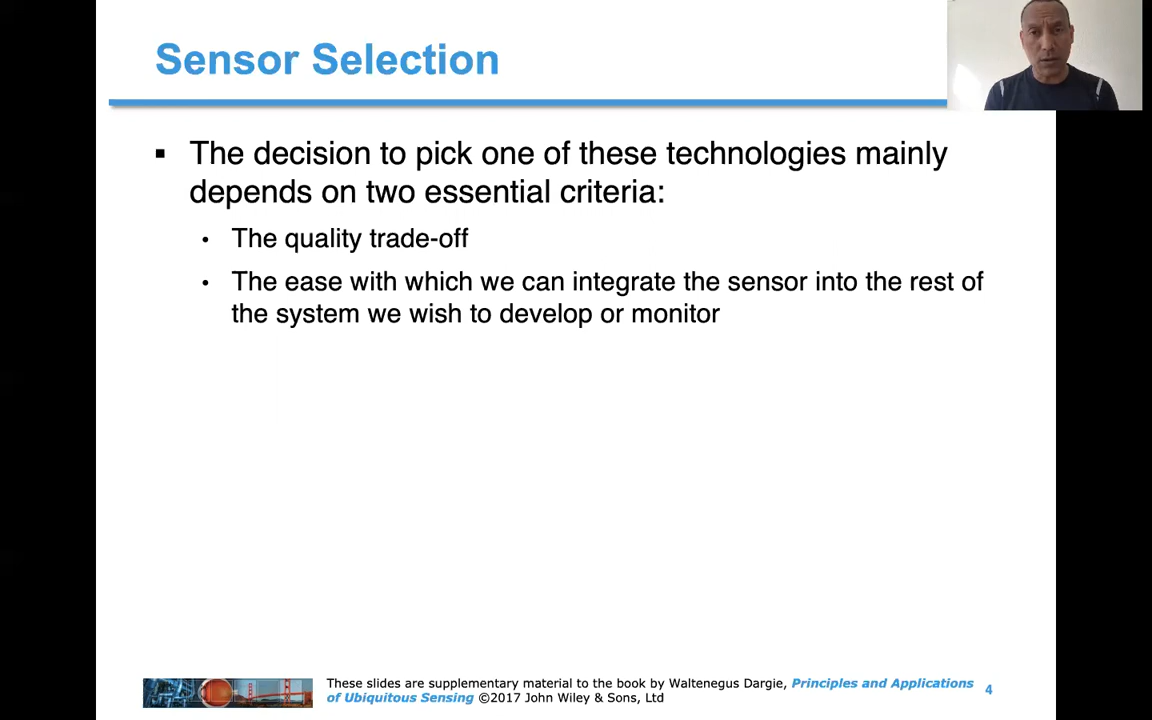 Sensor Selection
▪ The decision to pick one of these technologies mainly
depends on two essential criteria:
• The quality trade-off
• The ease with which we can integrate the sensor into the rest of
the system we wish to develop or monitor
These slides are supplementary material to the book by Waltenegus Dargie, Principles and Applications
of Ubiquitous Sensing ©2017 John Wiley & Sons, Ltd
4